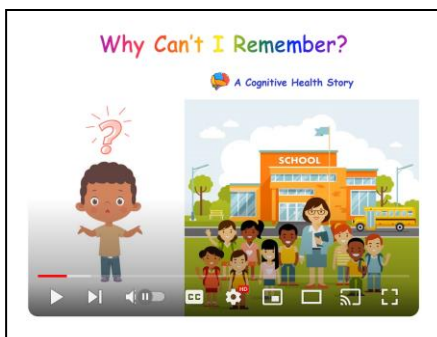 Why Can't I Remember?
A Cognitive Health Story
SCHOOL
CC
HD